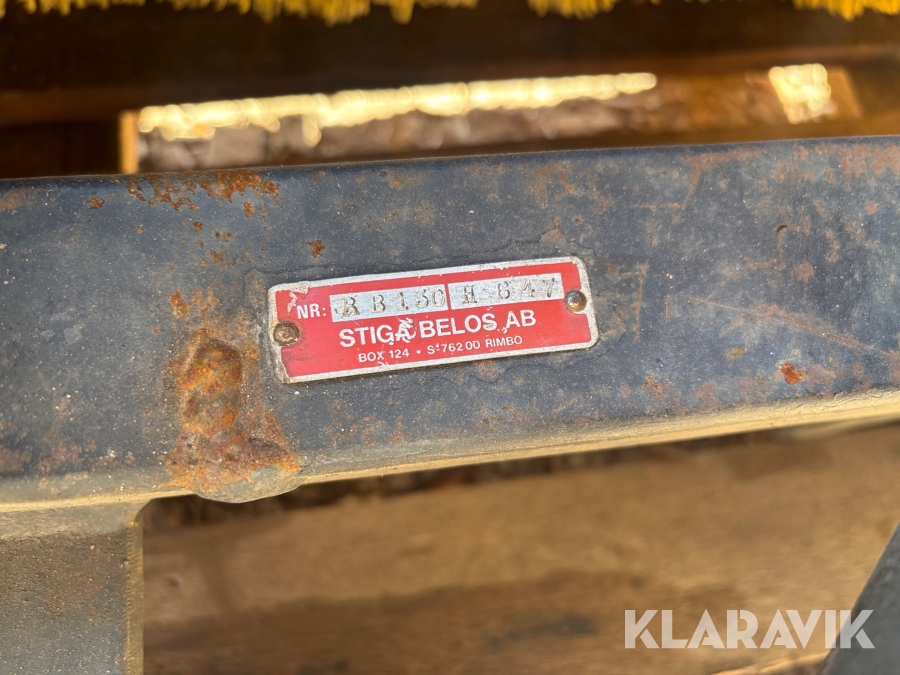 NR: RB130 H 647
STIGA BELOS AB
BOX 124 • S-762 00 RIMBO
KLARAVIK